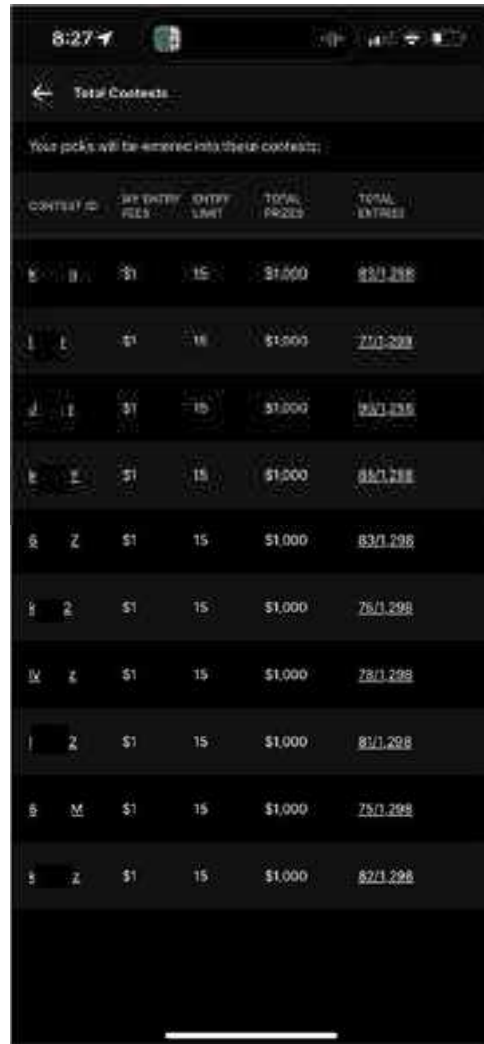 8:27
Total Contests
Your picks will be entered into these contests:
CONTEST ID MY ENTRY FEES ENTRY LIMIT TOTAL PRIZES TOTAL ENTRIES
$1 15 $1,000 83/1,298
$1 15 $1,000
$1 15 $1,000
$1 15 $1,000
6 Z $1 15 $1,000 83/1,298
2 $1 15 $1,000 76/1,298
z $1 15 $1,000 78/1,298
Z $1 15 $1,000 81/1,298
6 M $1 15 $1,000 75/1,298
z $1 15 $1,000 82/1,298